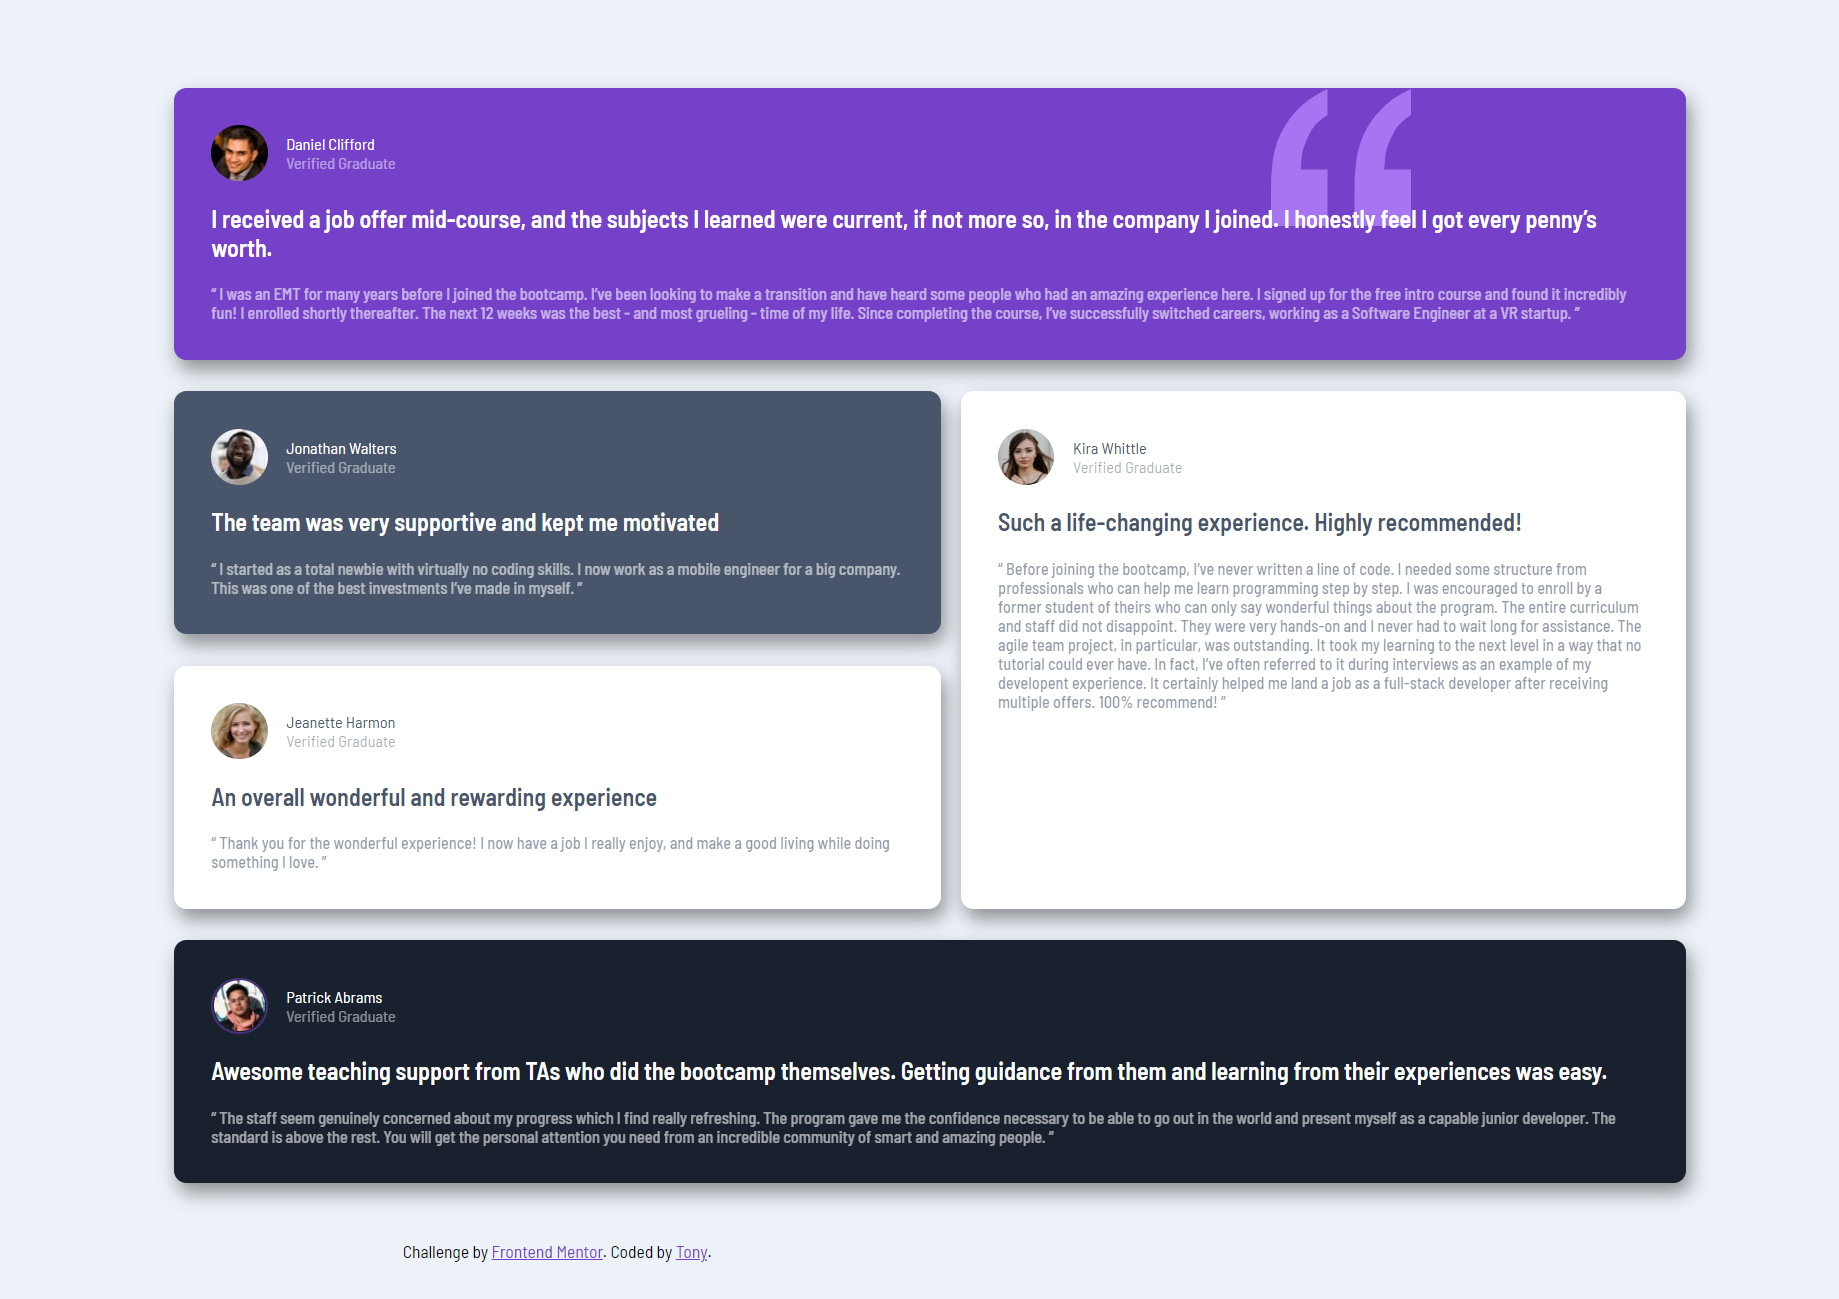 Daniel Clifford
Verified Graduate
I received a job offer mid-course, and the subjects I learned were current, if not more so, in the company I joined. I honestly feel I got every penny’s
worth.
“ I was an EMT for many years before I joined the bootcamp. I’ve been looking to make a transition and have heard some people who had an amazing experience here. I signed up for the free intro course and found it incredibly
fun! I enrolled shortly thereafter. The next 12 weeks was the best - and most grueling - time of my life. Since completing the course, I’ve successfully switched careers, working as a Software Engineer at a VR startup. ”
Jonathan Walters
Verified Graduate
The team was very supportive and kept me motivated
“ I started as a total newbie with virtually no coding skills. I now work as a mobile engineer for a big company.
This was one of the best investments I’ve made in myself. ”
Kira Whittle
Verified Graduate
Such a life-changing experience. Highly recommended!
“ Before joining the bootcamp, I’ve never written a line of code. I needed some structure from
professionals who can help me learn programming step by step. I was encouraged to enroll by a
former student of theirs who can only say wonderful things about the program. The entire curriculum
and staff did not disappoint. They were very hands-on and I never had to wait long for assistance. The
agile team project, in particular, was outstanding. It took my learning to the next level in a way that no
tutorial could ever have. In fact, I’ve often referred to it during interviews as an example of my
developent experience. It certainly helped me land a job as a full-stack developer after receiving
multiple offers. 100% recommend! ”
Jeanette Harmon
Verified Graduate
An overall wonderful and rewarding experience
“ Thank you for the wonderful experience! I now have a job I really enjoy, and make a good living while doing
something I love. ”
Patrick Abrams
Verified Graduate
Awesome teaching support from TAs who did the bootcamp themselves. Getting guidance from them and learning from their experiences was easy.
“ The staff seem genuinely concerned about my progress which I find really refreshing. The program gave me the confidence necessary to be able to go out in the world and present myself as a capable junior developer. The
standard is above the rest. You will get the personal attention you need from an incredible community of smart and amazing people. ”
Challenge by Frontend Mentor. Coded by Tony.